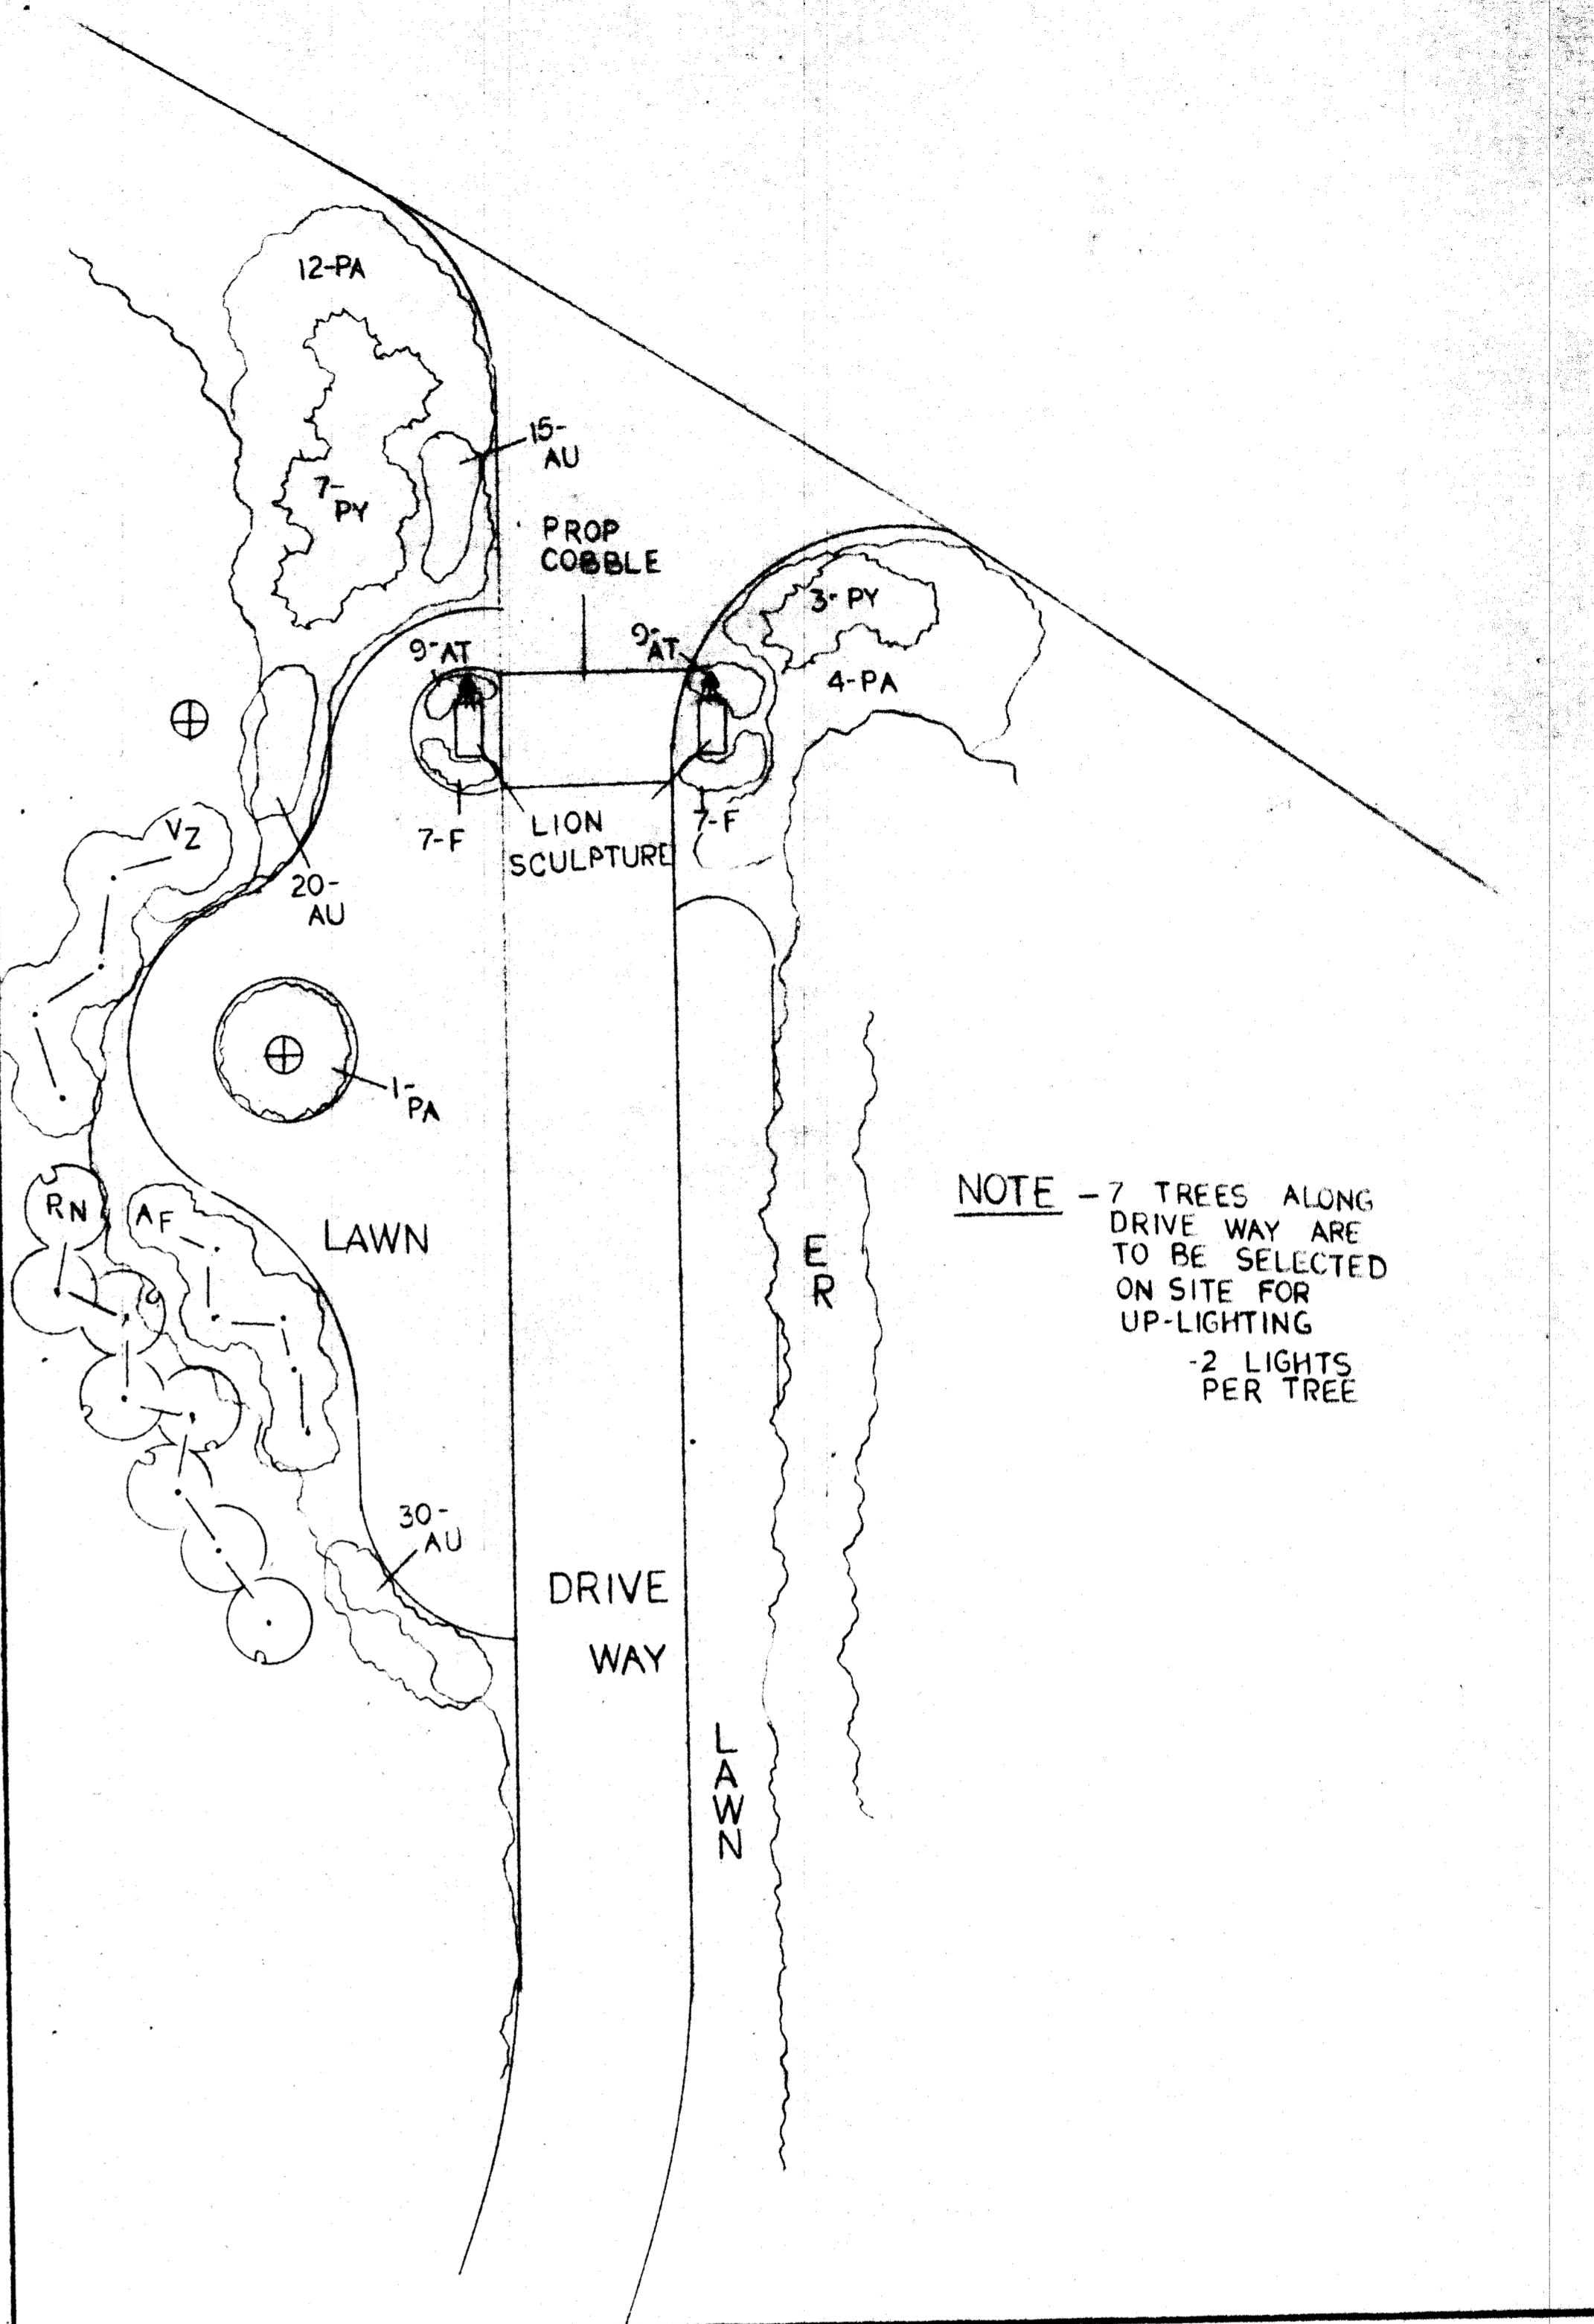 12-PA
15-
AU
7-
PY
PROP
COBBLE
3-PY
9-AT
9-
AT
4-PA
7-F
LION
SCULPTURE
7-F
VZ
20-
AU
1-
PA
RN
AF
LAWN
E
R
NOTE - 7 TREES ALONG
DRIVE WAY ARE
TO BE SELECTED
ON SITE FOR
UP-LIGHTING
-2 LIGHTS
PER TREE
30-
AU
DRIVE
WAY
L
A
W
N